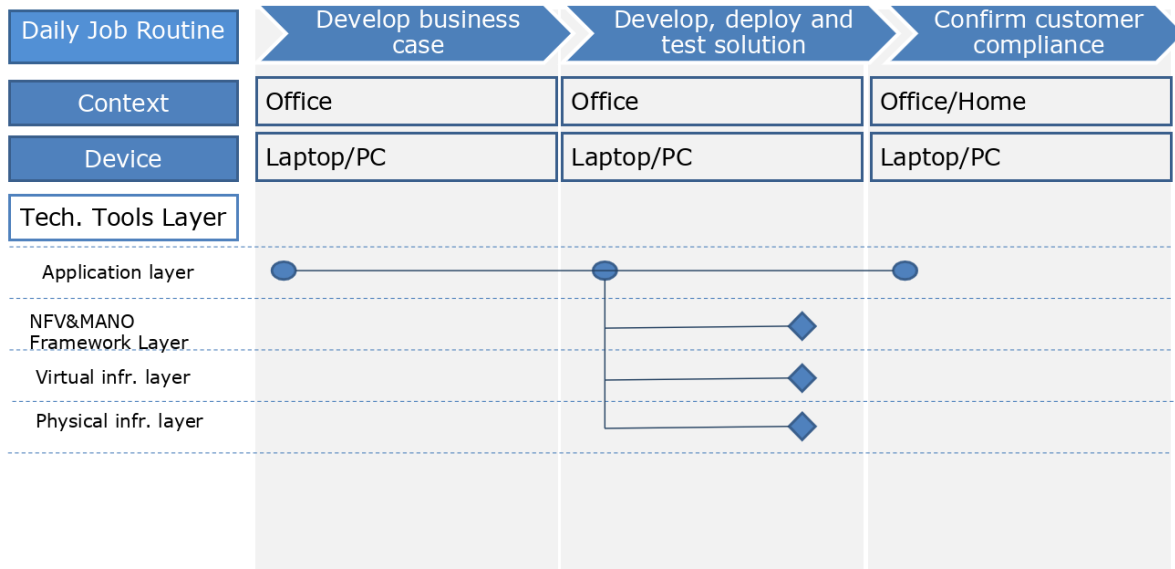 Daily Job Routine
Develop business
case
Develop, deploy and
test solution
Confirm customer
compliance
Context
Office
Office
Office/Home
Device
Laptop/PC
Laptop/PC
Laptop/PC
Tech. Tools Layer
Application layer
NFV&MANO
Framework Layer
Virtual infr. layer
Physical infr. layer